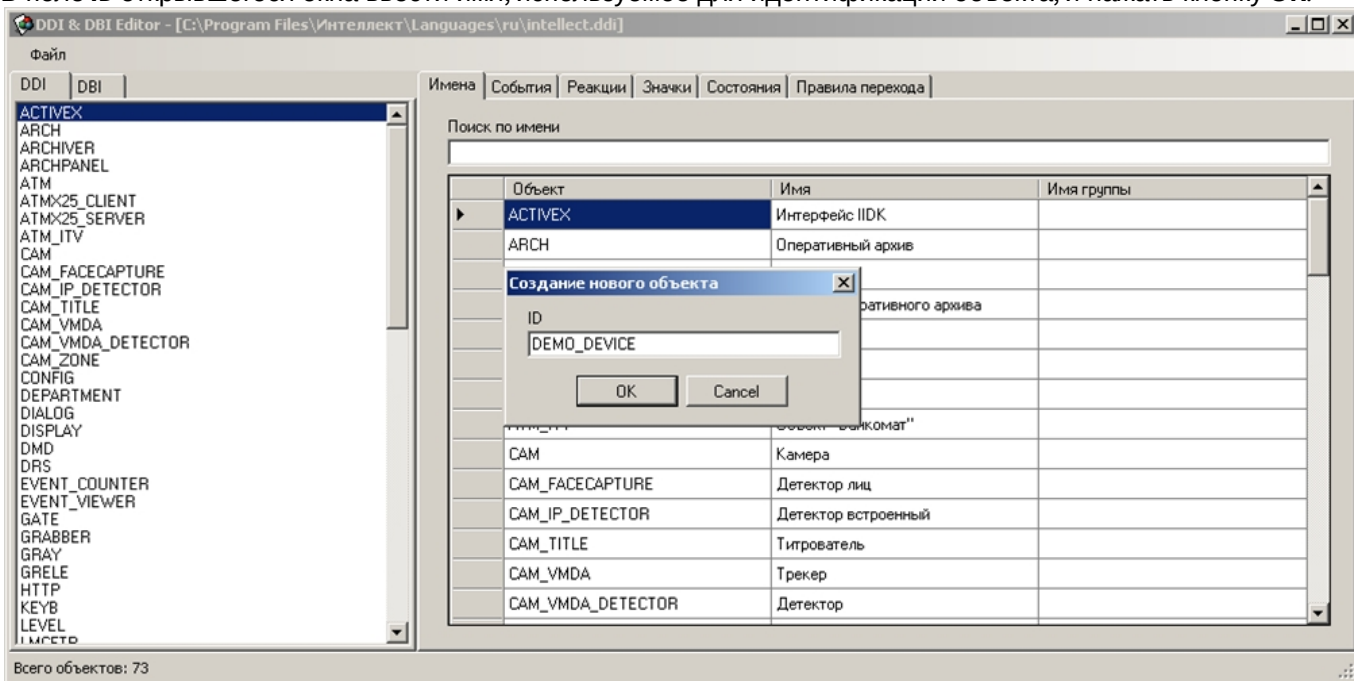 DDI & DBI Editor - [C:\Program Files\Интеллект\Languages\ru\intellect.ddi]
Файл
DDI DBI
ACTIVEX
ARCH
ARCHIVER
ARCHPANEL
ATM
ATMX25_CLIENT
ATMX25_SERVER
ATM_ITV
CAM
CAM_FACECAPTURE
CAM_IP_DETECTOR
CAM_TITLE
CAM_VMDA
CAM_VMDA_DETECTOR
CAM_ZONE
CONFIG
DEPARTMENT
DIALOG
DISPLAY
DMD
DRS
EVENT_COUNTER
EVENT_VIEWER
GATE
GRABBER
GRAY
GRELE
HTTP
KEYB
LEVEL
Имена События Реакции Значки Состояния Правила перехода
Поиск по имени
Объект Имя Имя группы
ACTIVEX Интерфейс IIDK
ARCH Оперативный архив
архива
Создание нового объекта
ID
DEMO_DEVICE
OK Cancel
CAM Камера
CAM_FACECAPTURE Детектор лиц
CAM_IP_DETECTOR Детектор встроенный
CAM_TITLE Титрователь
CAM_VMDA Трекер
CAM_VMDA_DETECTOR Детектор
Всего объектов: 73